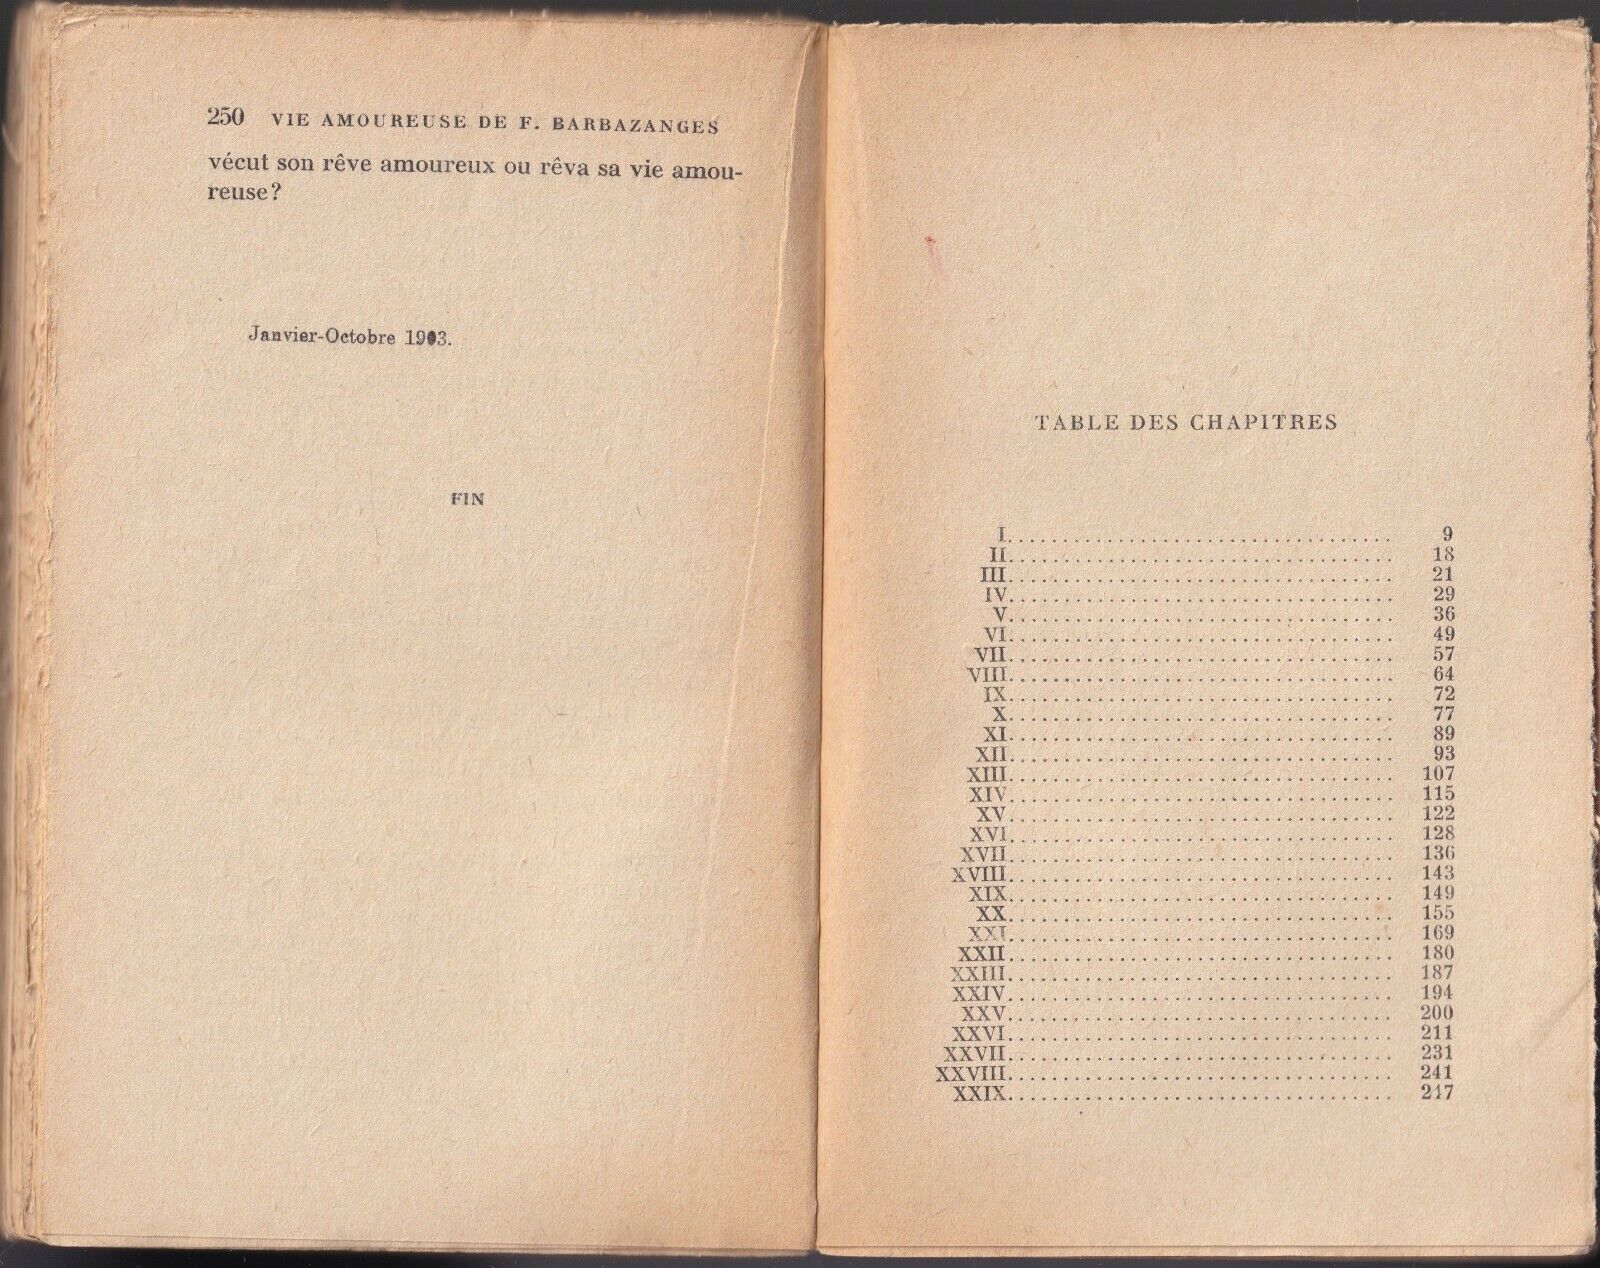 250 VIE AMOUREUSE DE F. BARBAZANGES
vécut son rêve amoureux ou rêva sa vie amou-
reuse?
Janvier-Octobre 1903.
FIN
TABLE DES CHAPITRES
I. . . . . . . . . . . . . . . . . . . . 9
II. . . . . . . . . . . . . . . . . . . . 18
III. . . . . . . . . . . . . . . . . . . . 21
IV. . . . . . . . . . . . . . . . . . . . 29
V. . . . . . . . . . . . . . . . . . . . 36
VI. . . . . . . . . . . . . . . . . . . . 49
VII. . . . . . . . . . . . . . . . . . . . 57
VIII. . . . . . . . . . . . . . . . . . . . 64
IX. . . . . . . . . . . . . . . . . . . . 72
X. . . . . . . . . . . . . . . . . . . . 77
XI. . . . . . . . . . . . . . . . . . . . 89
XII. . . . . . . . . . . . . . . . . . . . 93
XIII. . . . . . . . . . . . . . . . . . . . 107
XIV. . . . . . . . . . . . . . . . . . . . 115
XV. . . . . . . . . . . . . . . . . . . . 122
XVI. . . . . . . . . . . . . . . . . . . . 128
XVII. . . . . . . . . . . . . . . . . . . . 136
XVIII. . . . . . . . . . . . . . . . . . . . 143
XIX. . . . . . . . . . . . . . . . . . . . 149
XX. . . . . . . . . . . . . . . . . . . . 155
XXI. . . . . . . . . . . . . . . . . . . . 169
XXII. . . . . . . . . . . . . . . . . . . . 180
XXIII. . . . . . . . . . . . . . . . . . . . 187
XXIV. . . . . . . . . . . . . . . . . . . . 194
XXV. . . . . . . . . . . . . . . . . . . . 200
XXVI. . . . . . . . . . . . . . . . . . . . 211
XXVII. . . . . . . . . . . . . . . . . . . . 231
XXVIII. . . . . . . . . . . . . . . . . . . . 241
XXIX. . . . . . . . . . . . . . . . . . . . 247